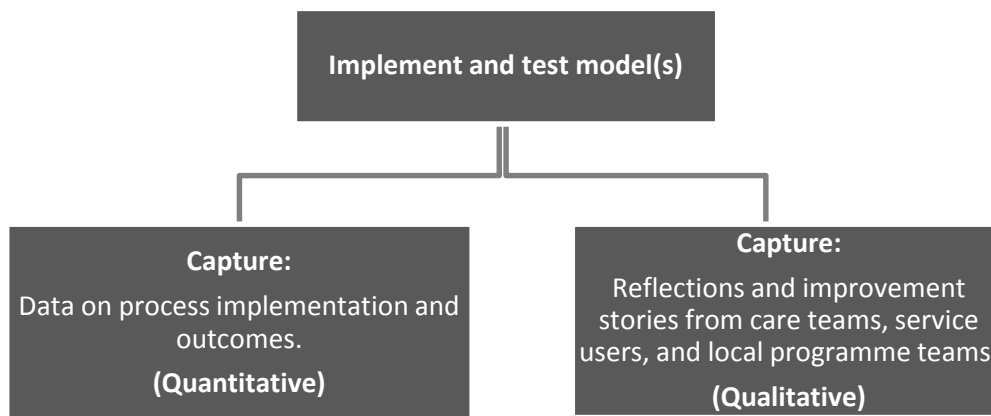 Implement and test model(s)
Capture:
Data on process implementation and
outcomes.
(Quantitative)
Capture:
Reflections and improvement
stories from care teams, service
users, and local programme teams
(Qualitative)